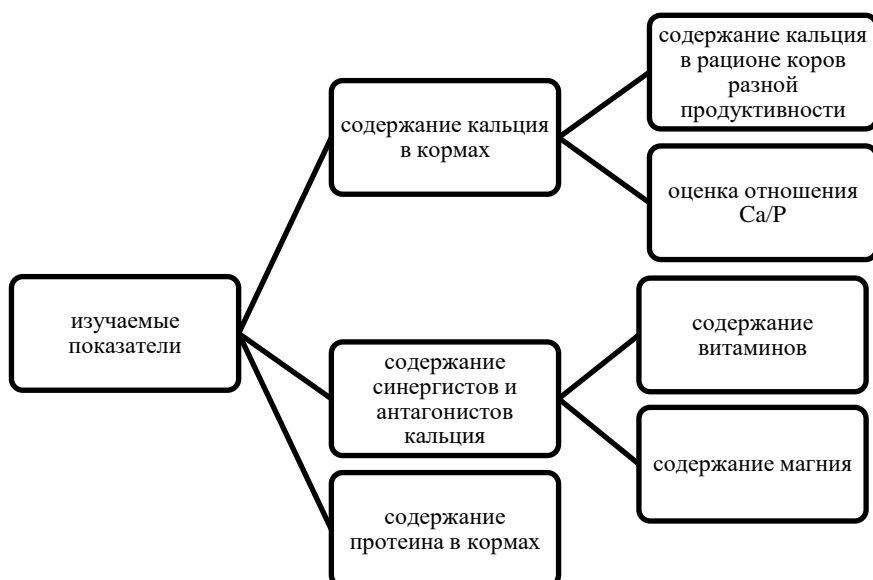 содержание кальция
в рационе коров
разной
продуктивности
содержание кальция
в кормах
оценка отношения
Ca/P
изучаемые
показатели
содержание
витаминов
содержание
синергистов и
антагонистов
кальция
содержание магния
содержание
протеина в кормах